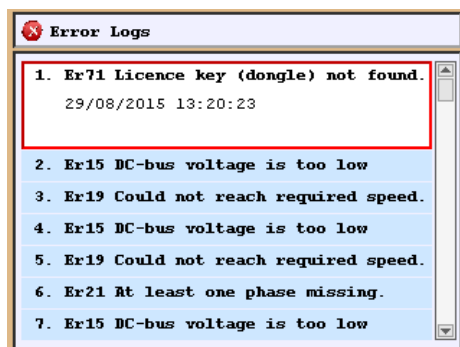 Error Logs
1. Er71 Licence key (dongle) not found.
29/08/2015 13:20:23
2. Er15 DC-bus voltage is too low
3. Er19 Could not reach required speed.
4. Er15 DC-bus voltage is too low
5. Er19 Could not reach required speed.
6. Er21 At least one phase missing.
7. Er15 DC-bus voltage is too low